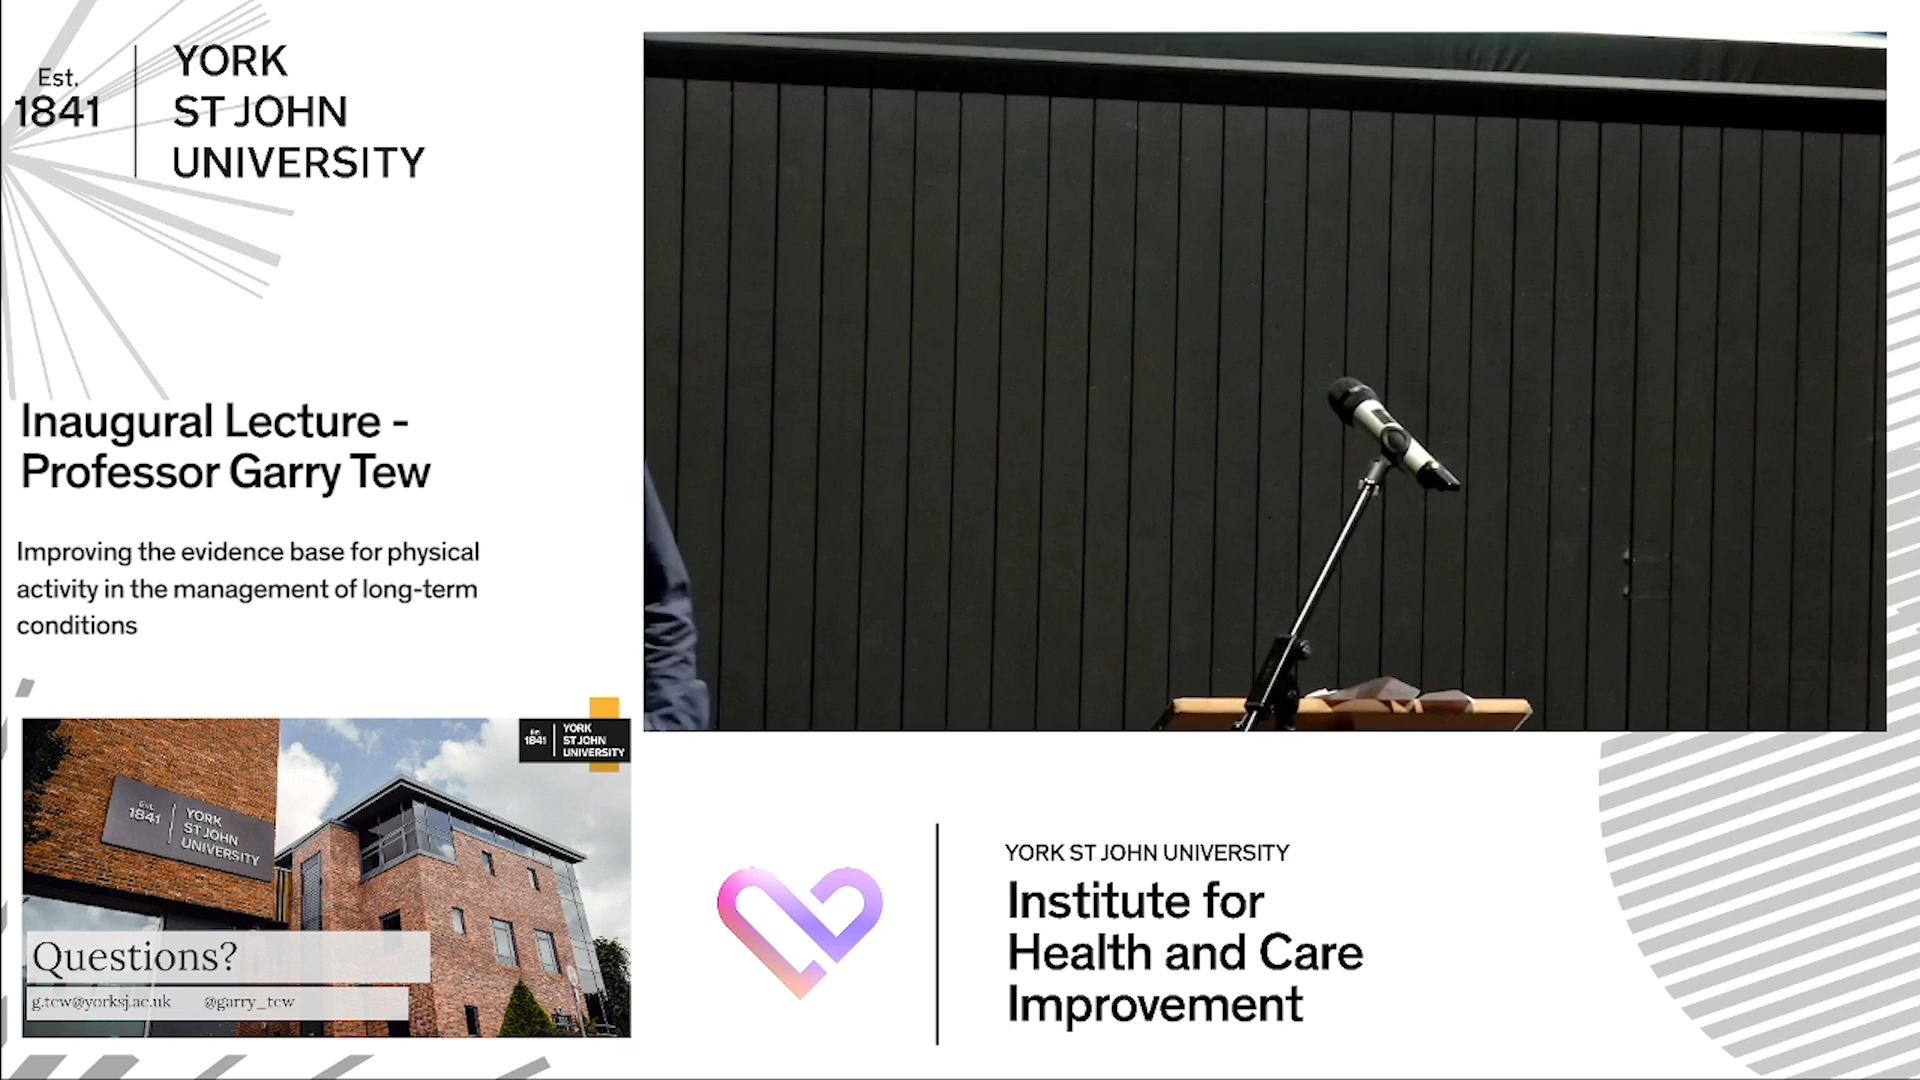 Est.
1841
YORK
ST JOHN
UNIVERSITY
Inaugural Lecture -
Professor Garry Tew
Improving the evidence base for physical
activity in the management of long-term
conditions
Est.
1841
YORK
ST JOHN
UNIVERSITY
Est.
1841
YORK
ST JOHN
UNIVERSITY
Questions?
g.tew@yorksj.ac.uk @garry_tew
YORK ST JOHN UNIVERSITY
Institute for
Health and Care
Improvement